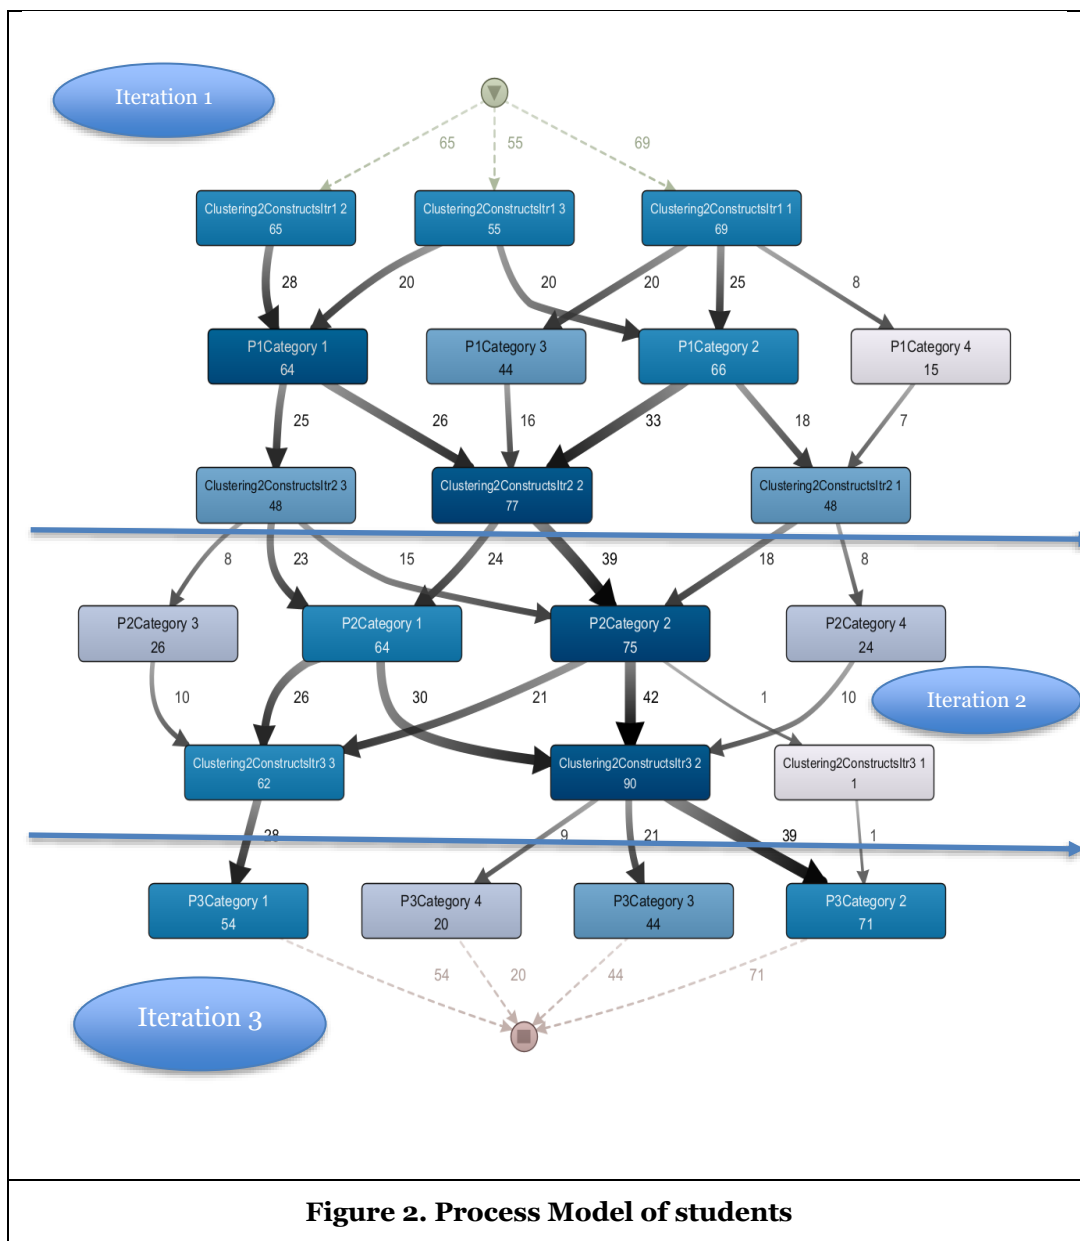 Iteration 1
65 55 69
Clustering2ConstructsItr1 2
65
Clustering2ConstructsItr1 3
55
Clustering2ConstructsItr1 1
69
28 20 20 20 25 8
P1Category 1
64
P1Category 3
44
P1Category 2
66
P1Category 4
15
25 26 16 33 18 7
Clustering2ConstructsItr2 3
48
Clustering2ConstructsItr2 2
77
Clustering2ConstructsItr2 1
48
8 23 15 24 39 18 8
P2Category 3
26
P2Category 1
64
P2Category 2
75
P2Category 4
24
Iteration 2
10 26 30 21 42 1 10
Clustering2ConstructsItr3 3
62
Clustering2ConstructsItr3 2
90
Clustering2ConstructsItr3 1
1
28 9 21 39 1
P3Category 1
54
P3Category 4
20
P3Category 3
44
P3Category 2
71
54 20 44 71
Iteration 3
Figure 2. Process Model of students